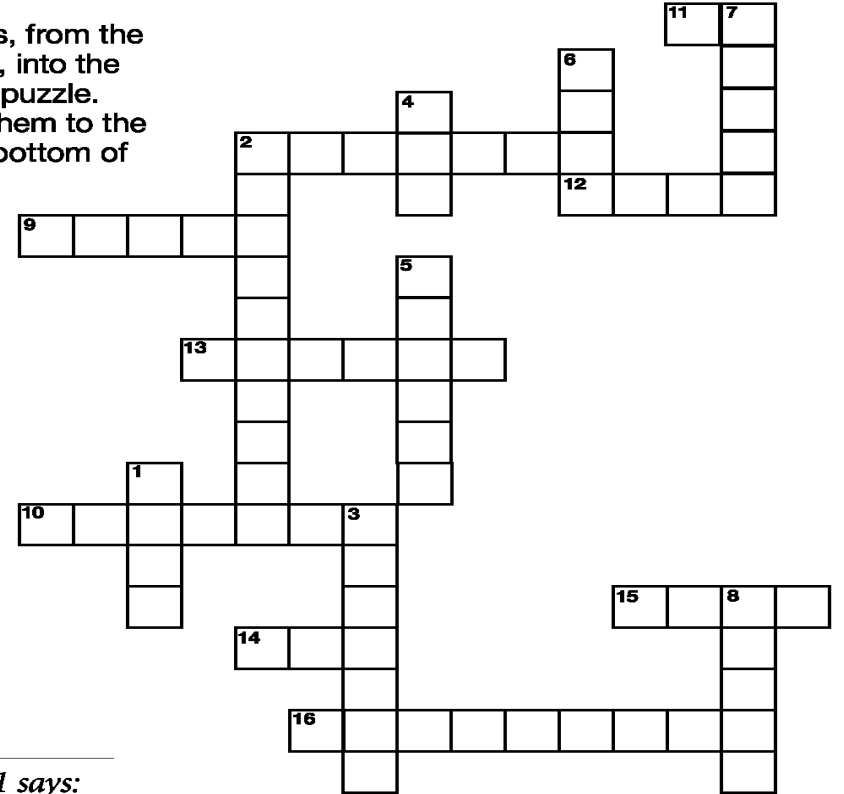 s, from the
, into the
puzzle.
hem to the
bottom of
11 7
6
4
2
12
9
5
13
1
10 3
15 8
14
16
l says: